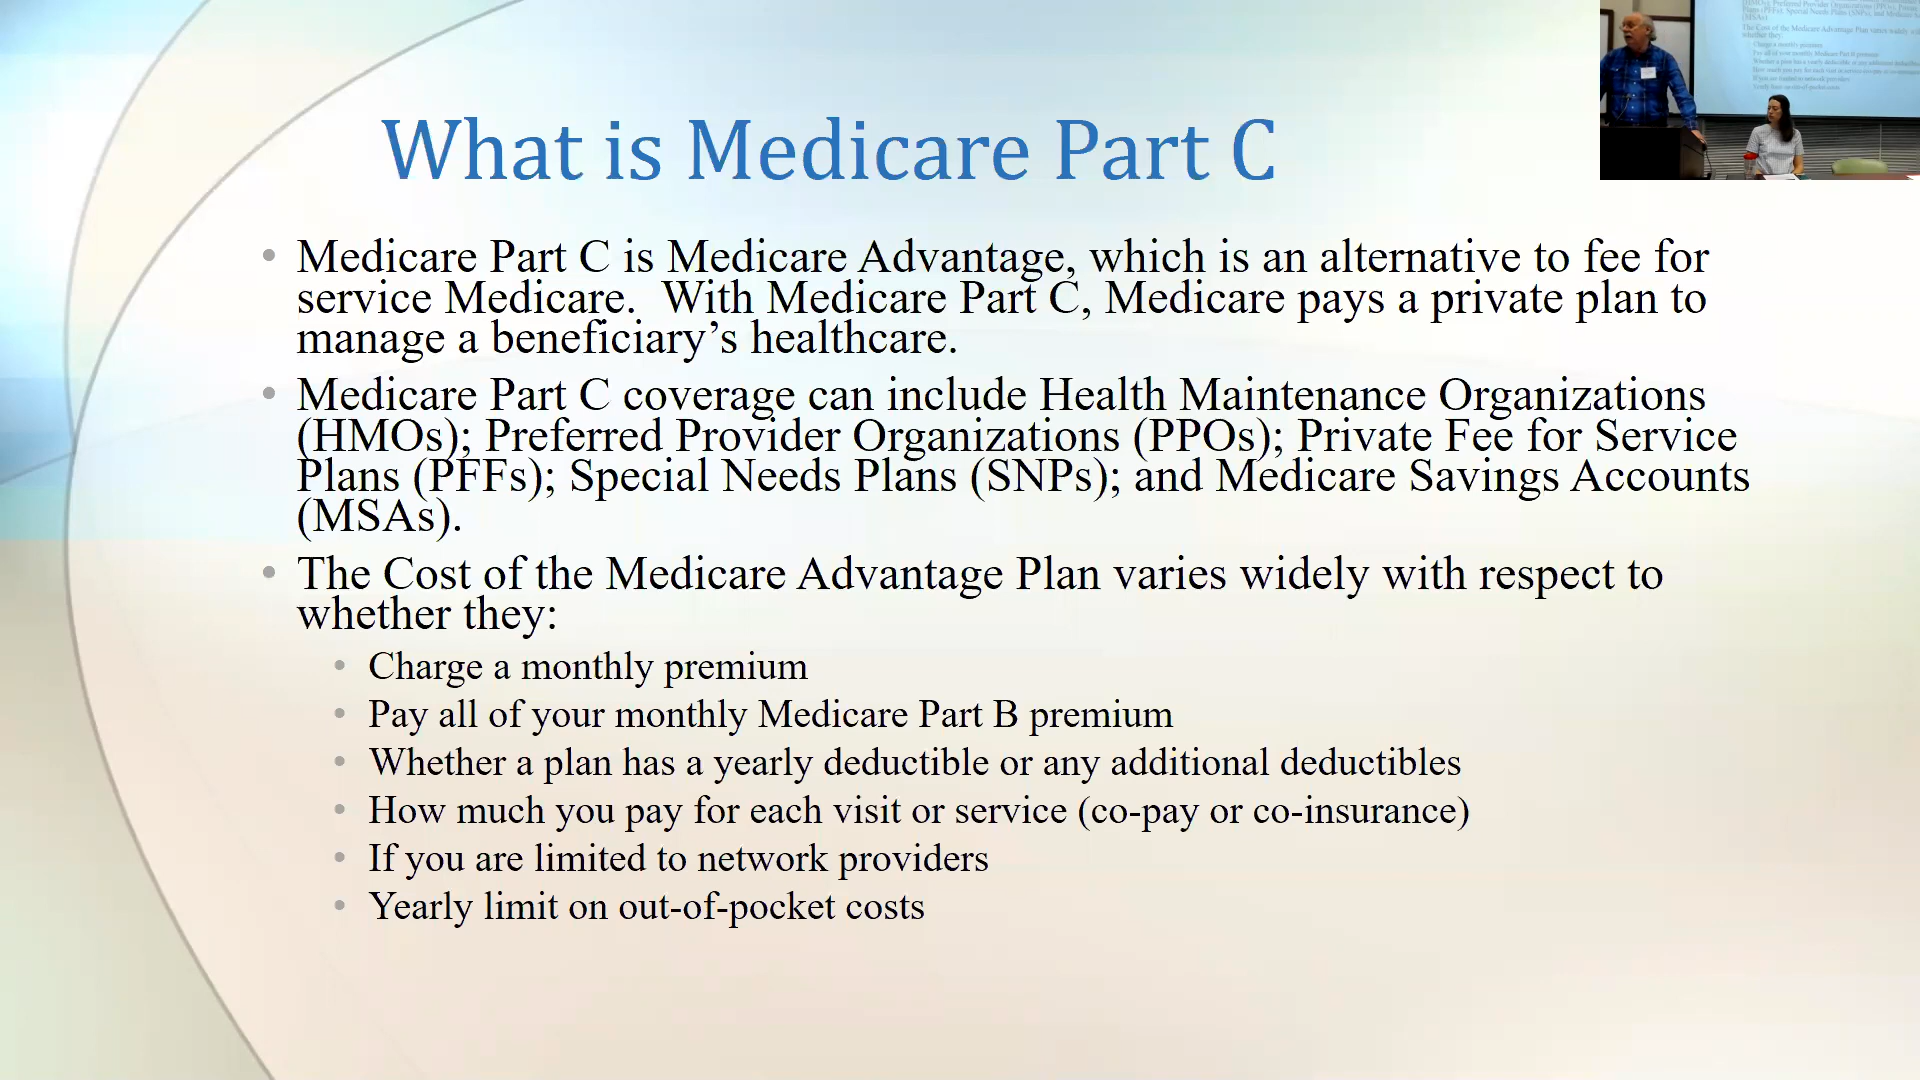 What is Medicare Part C
• Medicare Part C is Medicare Advantage, which is an alternative to fee for
service Medicare.  With Medicare Part C, Medicare pays a private plan to
manage a beneficiary’s healthcare.
• Medicare Part C coverage can include Health Maintenance Organizations
(HMOs); Preferred Provider Organizations (PPOs); Private Fee for Service
Plans (PFFs); Special Needs Plans (SNPs); and Medicare Savings Accounts
(MSAs).
• The Cost of the Medicare Advantage Plan varies widely with respect to
whether they:
• Charge a monthly premium
• Pay all of your monthly Medicare Part B premium
• Whether a plan has a yearly deductible or any additional deductibles
• How much you pay for each visit or service (co-pay or co-insurance)
• If you are limited to network providers
• Yearly limit on out-of-pocket costs